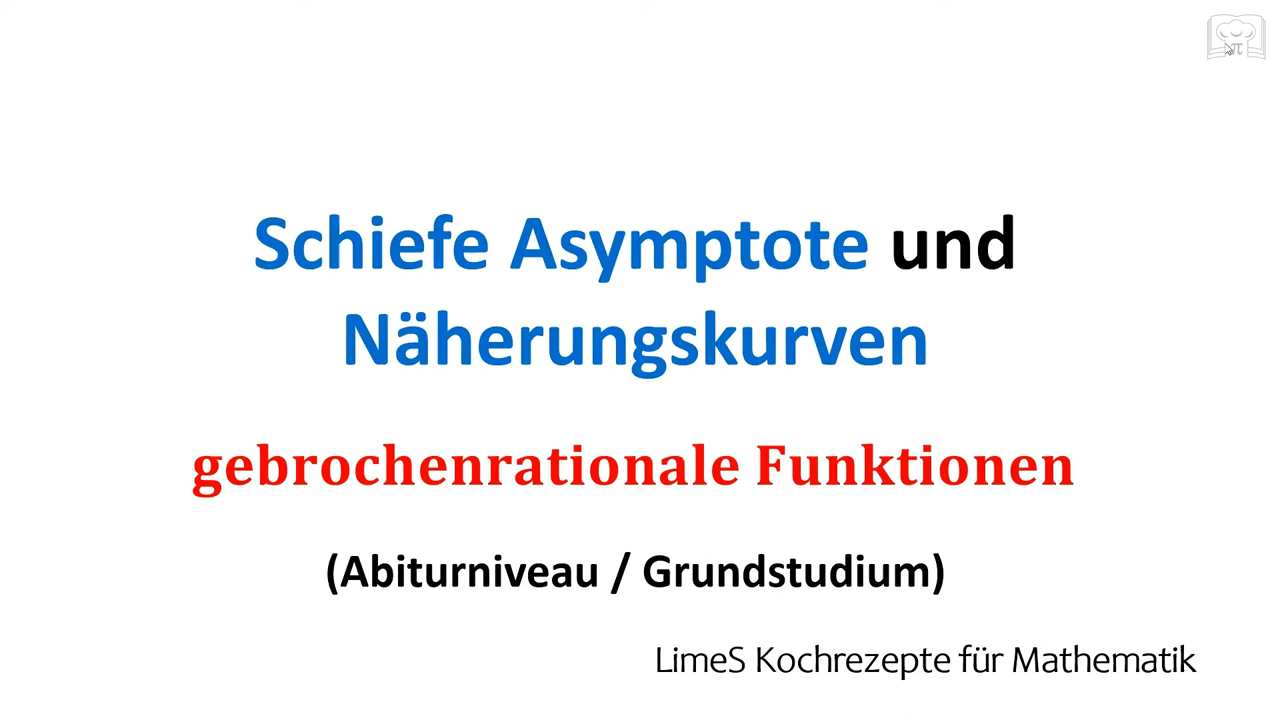 Schiefe Asymptote und
Näherungskurven
gebrochenrationale Funktionen
(Abiturniveau / Grundstudium)
LimeS Kochrezepte für Mathematik
π